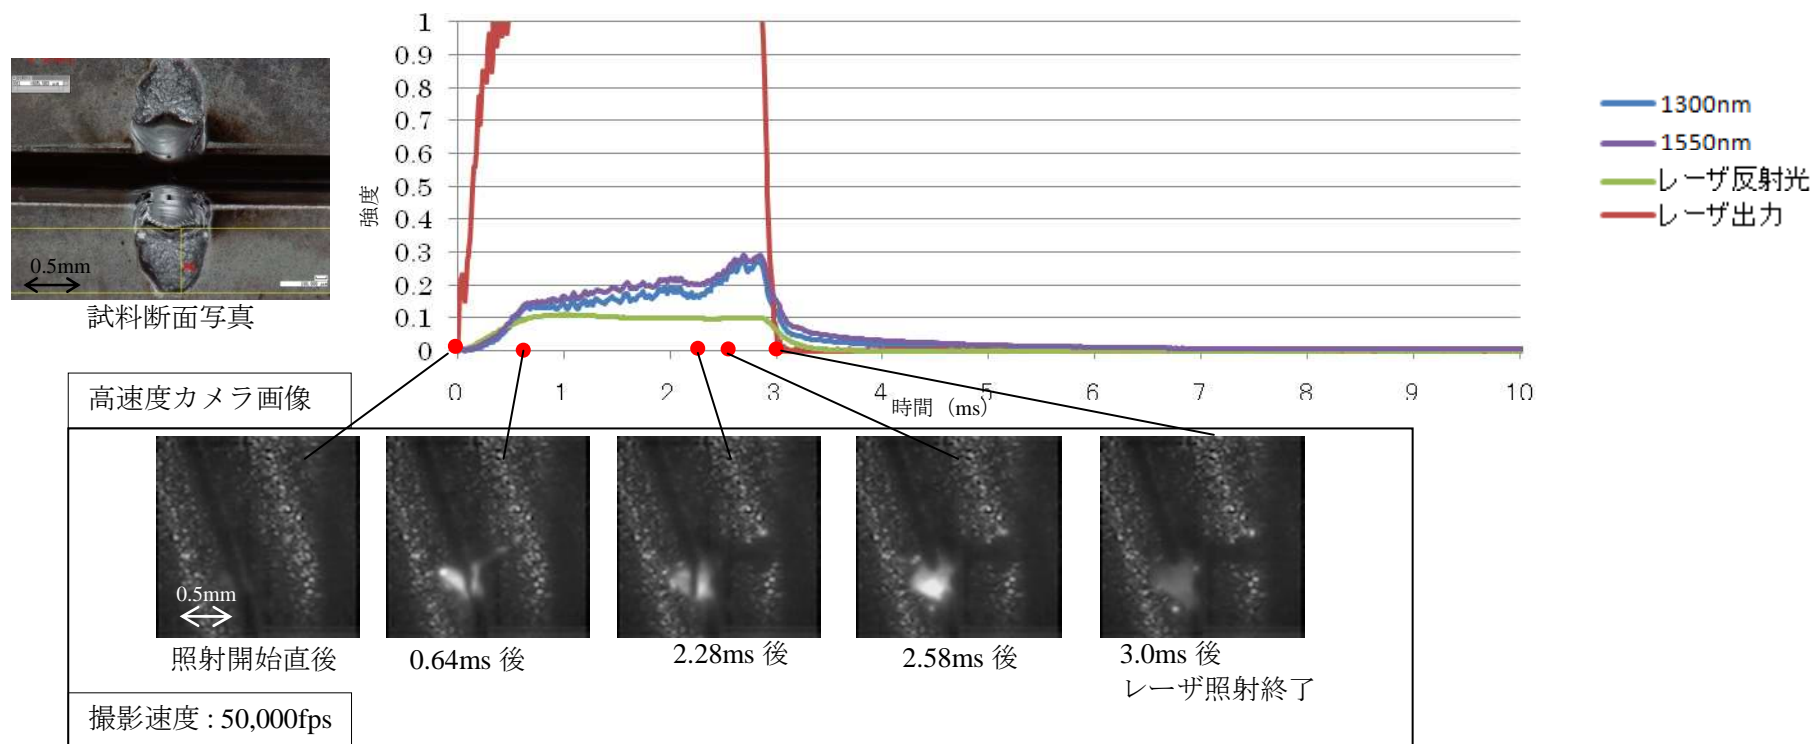 1
0.9
0.8
0.7
0.6
0.5
0.4
0.3
0.2
0.1
0
強度
0 1 2 3 4 5 6 7 8 9 10
時間（ms）
1300nm
1550nm
レーザ反射光
レーザ出力
0.5mm
試料断面写真
高速度カメラ画像
0.5mm
照射開始直後
0.64ms 後
2.28ms 後
2.58ms 後
3.0ms 後
レーザ照射終了
撮影速度 : 50,000fps